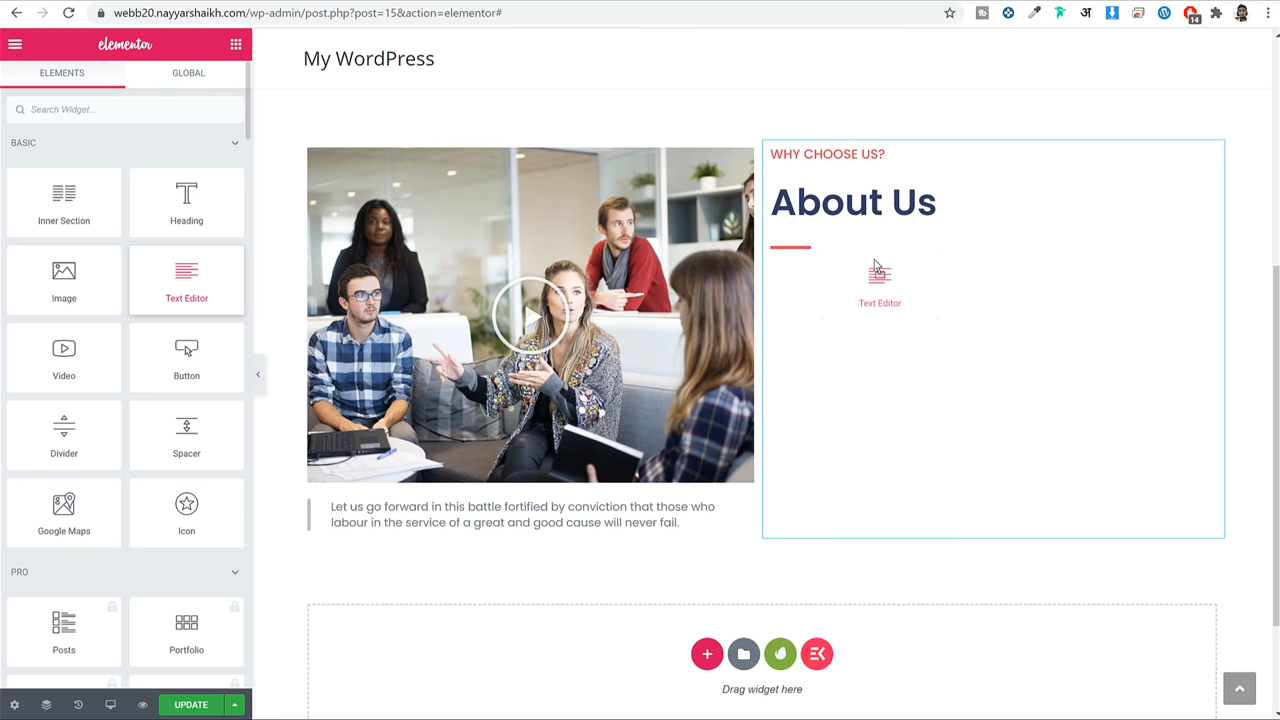 webb20.nayyarshaikh.com/wp-admin/post.php?post=15&action=elementor#
अ
14
elementor
ELEMENTS
GLOBAL
Search Widget...
BASIC
Inner Section
Heading
Image
Text Editor
Video
Button
Divider
Spacer
Google Maps
Icon
PRO
Posts
Portfolio
UPDATE
My WordPress
WHY CHOOSE US?
About Us
Text Editor
Let us go forward in this battle fortified by conviction that those who
labour in the service of a great and good cause will never fail.
Drag widget here